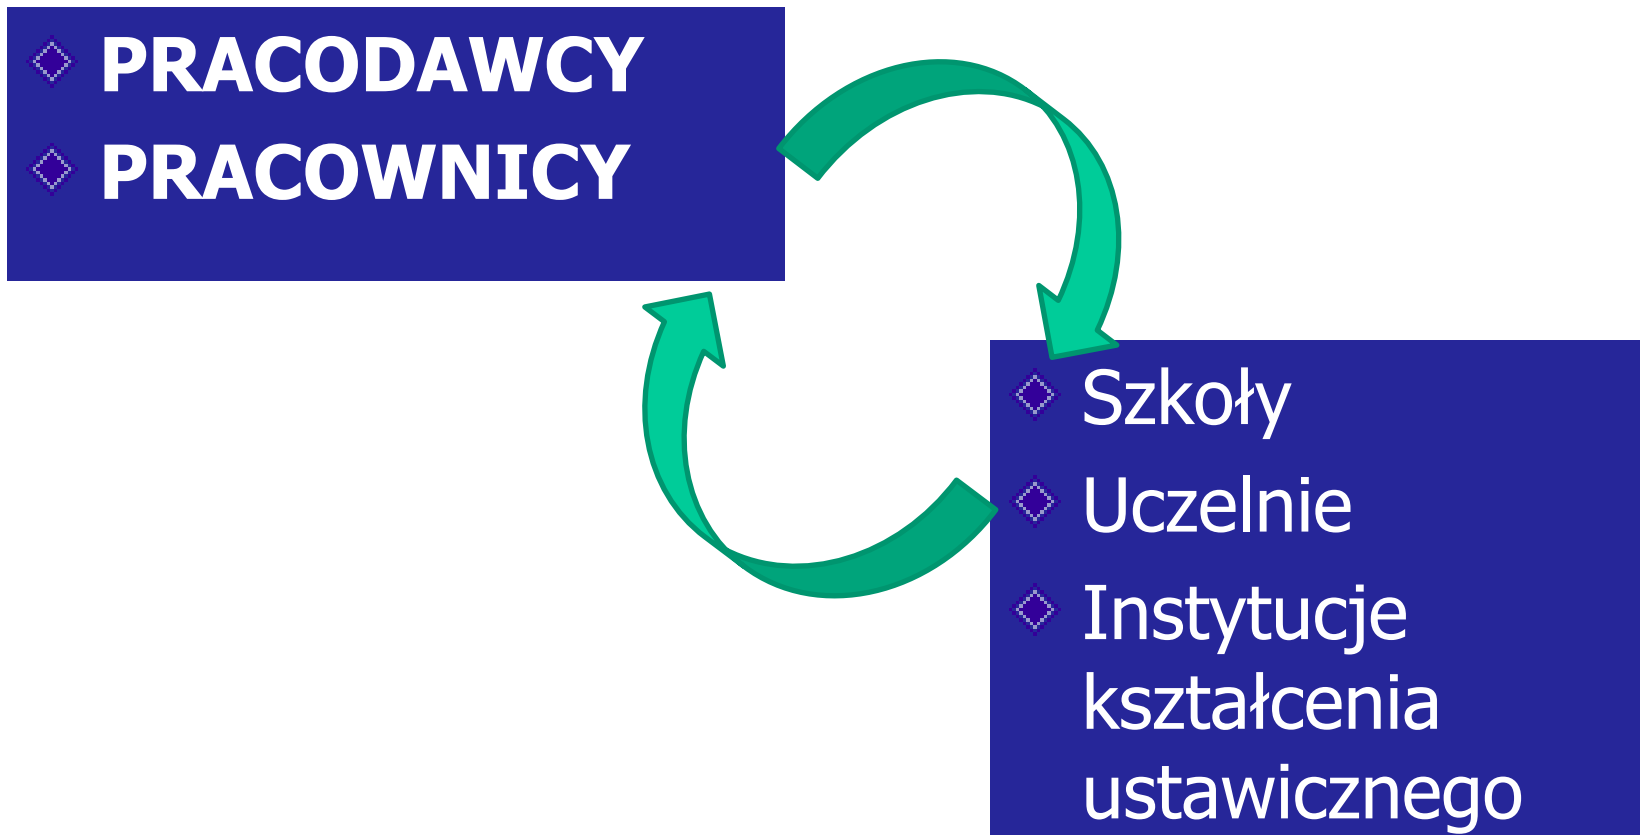 PRACODAWCY
PRACOWNICY
Szkoły
Uczelnie
Instytucje
kształcenia
ustawicznego